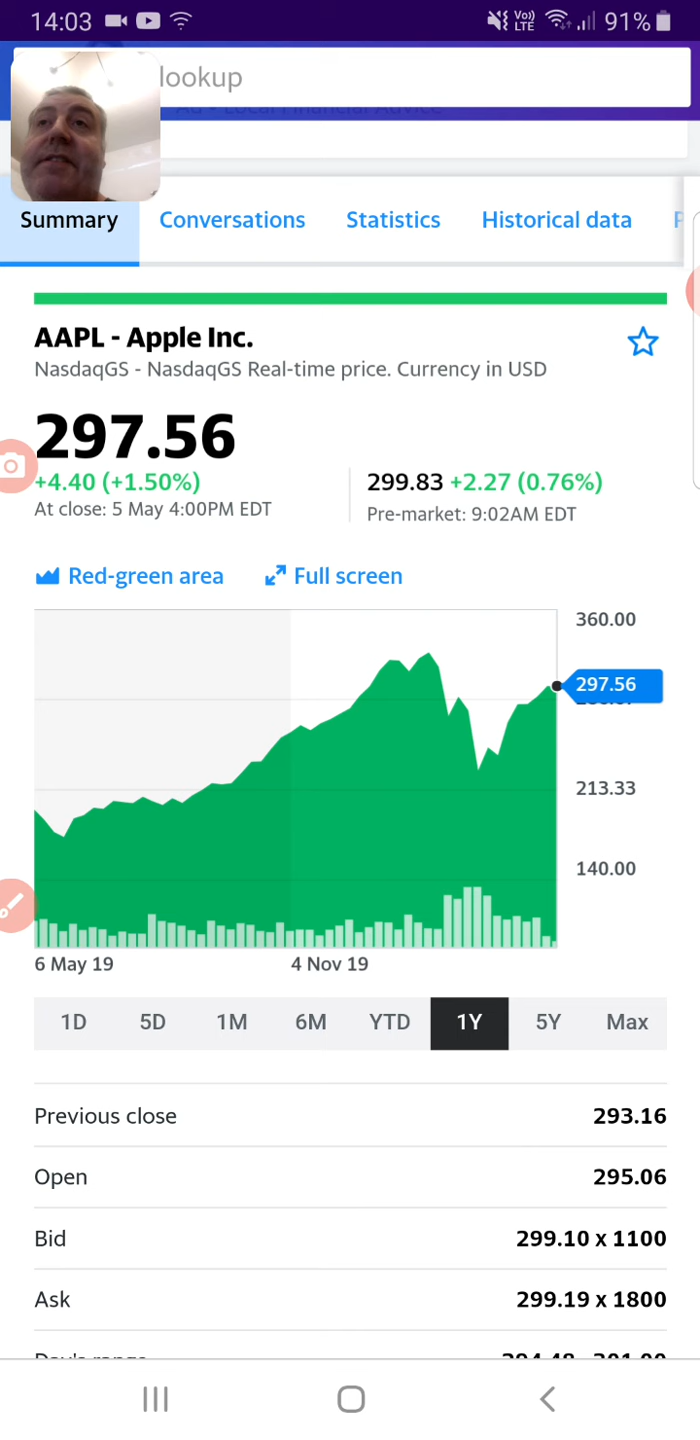 14:03 Vo)) LTE 91%
lookup
Summary Conversations Statistics Historical data
AAPL - Apple Inc.
NasdaqGS - NasdaqGS Real-time price. Currency in USD
297.56
+4.40 (+1.50%) 299.83 +2.27 (0.76%)
At close: 5 May 4:00PM EDT Pre-market: 9:02AM EDT
Red-green area Full screen
360.00
297.56
213.33
140.00
6 May 19 4 Nov 19
1D 5D 1M 6M YTD 1Y 5Y Max
Previous close 293.16
Open 295.06
Bid 299.10 x 1100
Ask 299.19 x 1800